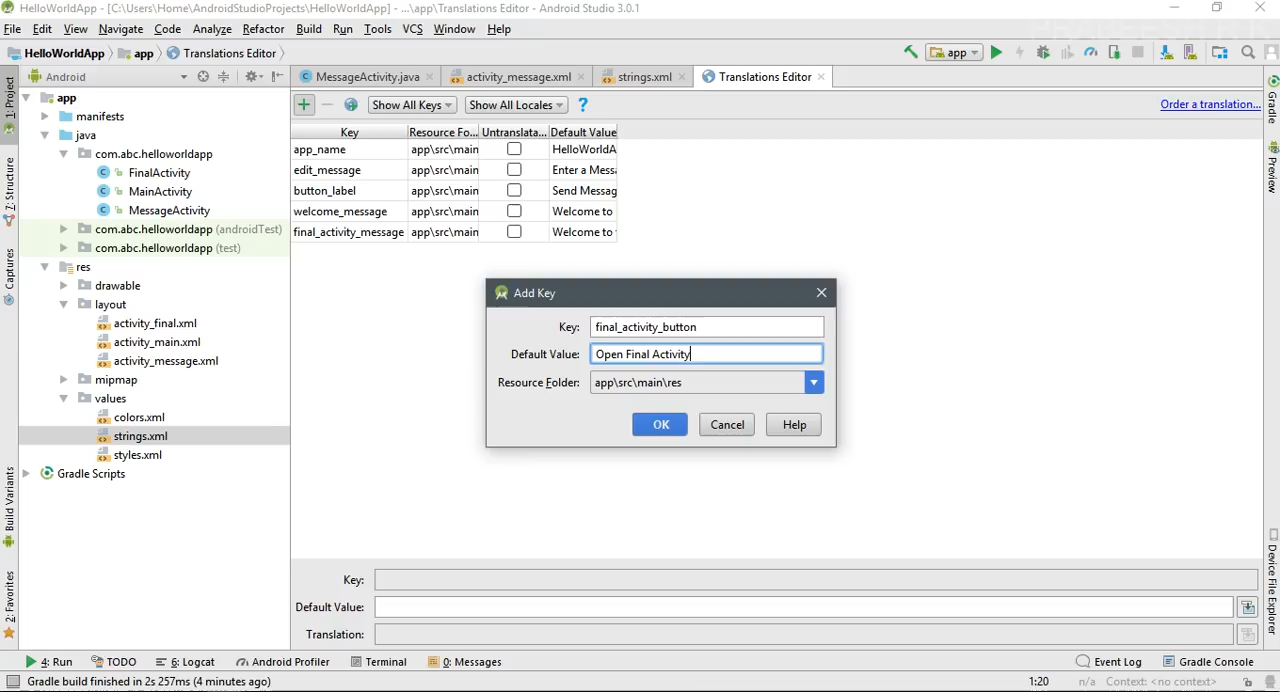 HelloWorldApp - [C:\Users\Home\AndroidStudioProjects\HelloWorldApp] - ...\app\Translations Editor - Android Studio 3.0.1
File Edit View Navigate Code Analyze Refactor Build Run Tools VCS Window Help
HelloWorldApp app Translations Editor app
Android MessageActivity.java activity_message.xml strings.xml Translations Editor
1: Project
7: Structure
Captures
Build Variants
2: Favorites
app
manifests
java
com.abc.helloworldapp
FinalActivity
MainActivity
MessageActivity
com.abc.helloworldapp (androidTest)
com.abc.helloworldapp (test)
res
drawable
layout
activity_final.xml
activity_main.xml
activity_message.xml
mipmap
values
colors.xml
strings.xml
styles.xml
Gradle Scripts
Show All Keys Show All Locales ? Order a translation...
Key Resource Fo... Untranslata... Default Value
app_name app\src\main HelloWorldA
edit_message app\src\main Enter a Messa
button_label app\src\main Send Messag
welcome_message app\src\main Welcome to
final_activity_message app\src\main Welcome to
Add Key
Key: final_activity_button
Default Value: Open Final Activity
Resource Folder: app\src\main\res
OK Cancel Help
Key:
Default Value:
Translation:
Gradle
Preview
Device File Explorer
4: Run TODO 6: Logcat Android Profiler Terminal 0: Messages Event Log Gradle Console
Gradle build finished in 2s 257ms (4 minutes ago) 1:20 n/a Context: <no context>